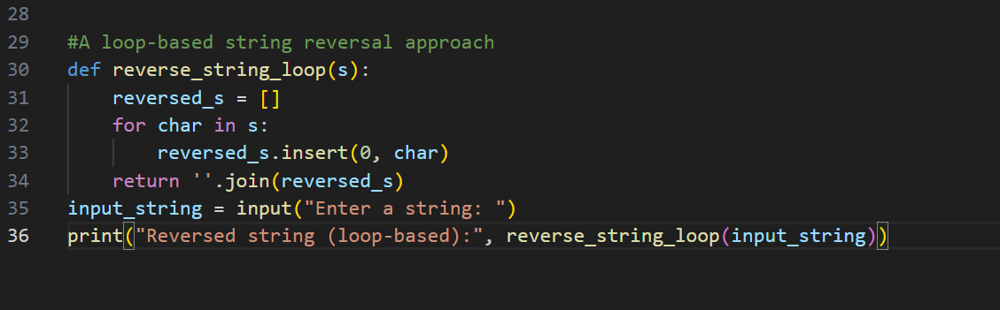 28
29 #A loop-based string reversal approach
30 def reverse_string_loop(s):
31     reversed_s = []
32     for char in s:
33         reversed_s.insert(0, char)
34     return ''.join(reversed_s)
35 input_string = input("Enter a string: ")
36 print("Reversed string (loop-based):", reverse_string_loop(input_string))